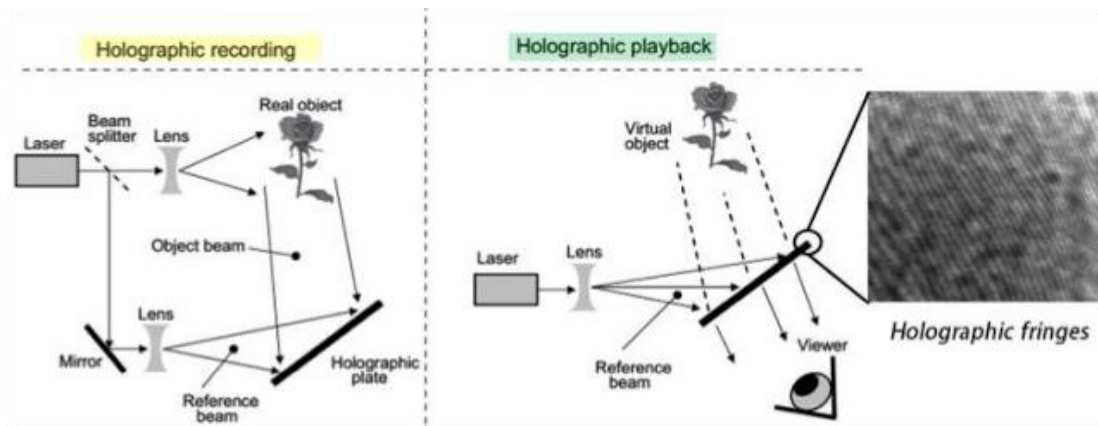 Holographic recording
Holographic playback
Beam
splitter
Laser
Lens
Real object
Object beam
Lens
Mirror
Reference
beam
Holographic
plate
Virtual
object
Laser
Lens
Reference
beam
Viewer
Holographic fringes